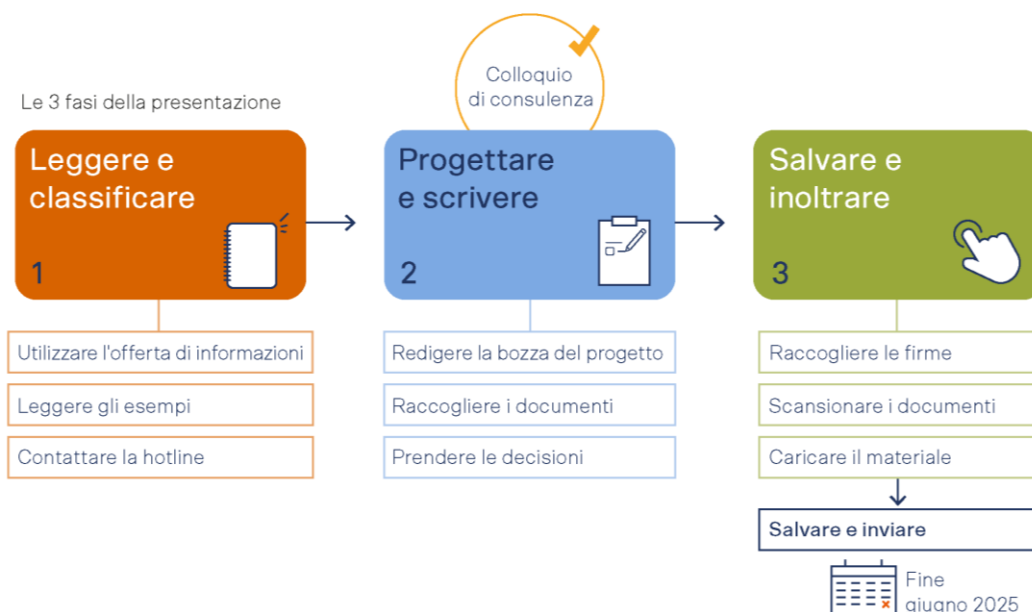 Le 3 fasi della presentazione
Leggere e
classificare
1
Utilizzare l'offerta di informazioni
Leggere gli esempi
Contattare la hotline
Colloquio
di consulenza
Progettare
e scrivere
2
Redigere la bozza del progetto
Raccogliere i documenti
Prendere le decisioni
Salvare e
inoltrare
3
Raccogliere le firme
Scansionare i documenti
Caricare il materiale
Salvare e inviare
Fine
giugno 2025